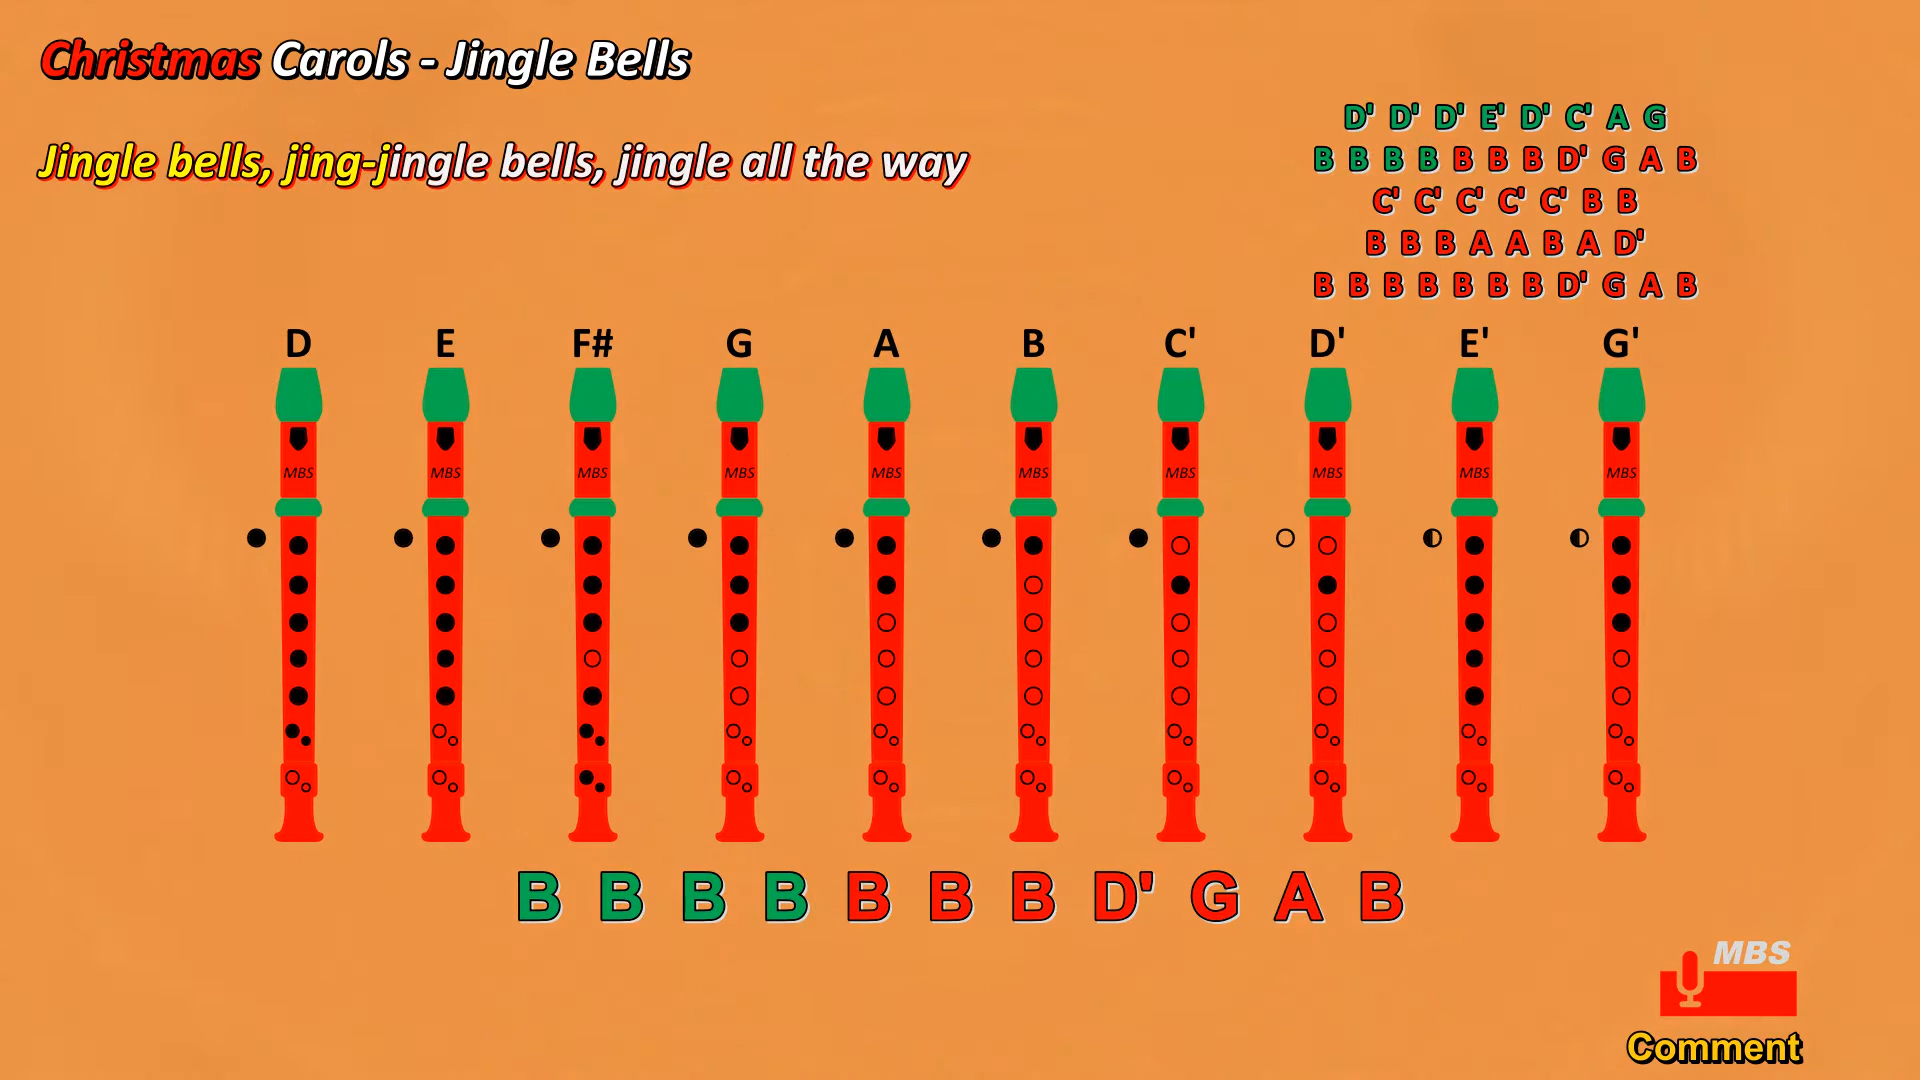 Christmas Carols - Jingle Bells
Jingle bells, jing-jingle bells, jingle all the way
D' D' D' E' D' C' A G
B B B B B B B D' G A B
C' C' C' C' C' B B
B B B A A B A D'
B B B B B B B D' G A B
D E F# G A B C' D' E' G'
MBS MBS MBS MBS MBS MBS MBS MBS MBS MBS
B B B B B B B D' G A B
MBS
Comment